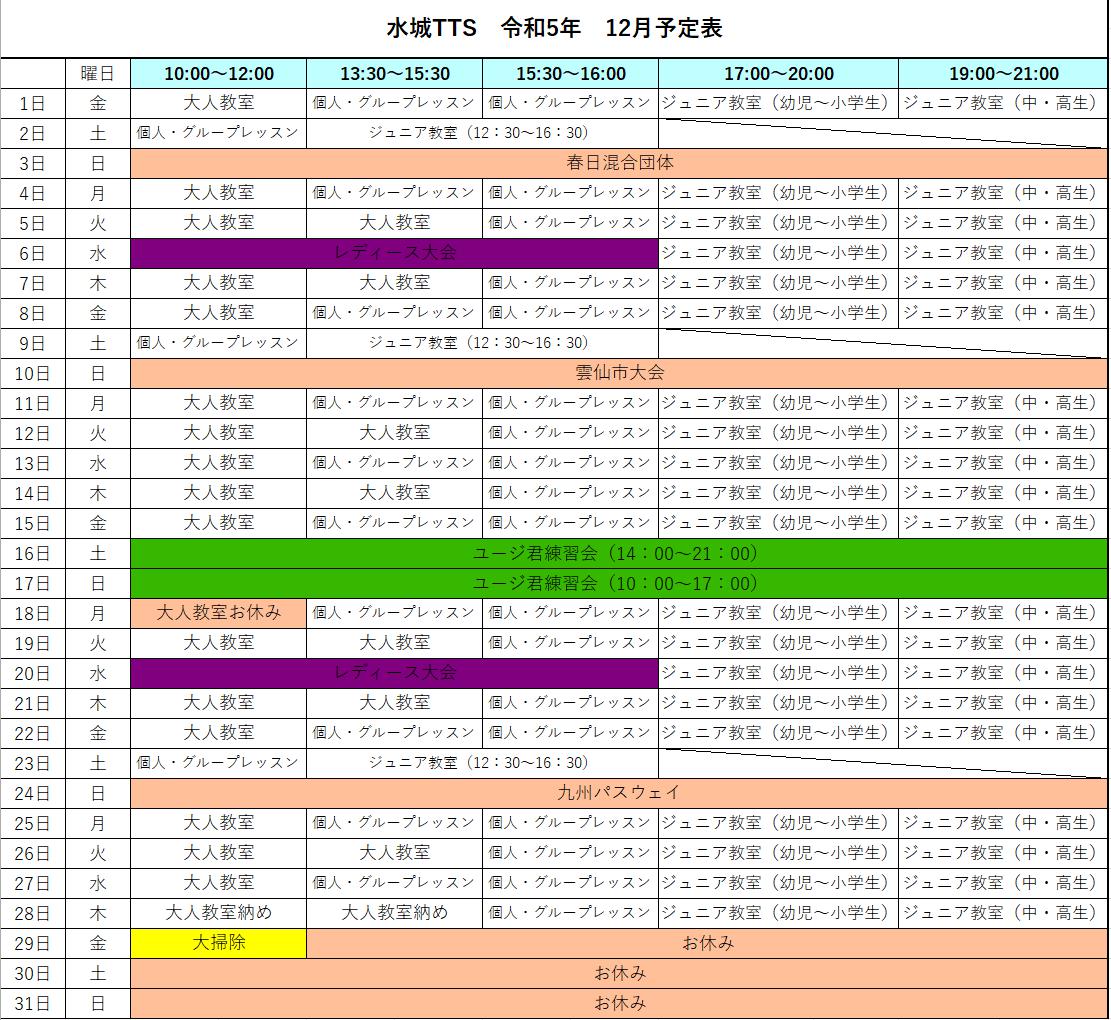 水城TTS　令和5年　12月予定表
曜日 10:00～12:00 13:30～15:30 15:30～16:00 17:00～20:00 19:00～21:00
1日 金 大人教室 個人・グループレッスン 個人・グループレッスン ジュニア教室（幼児～小学生） ジュニア教室（中・高生）
2日 土 個人・グループレッスン ジュニア教室（12：30～16：30）
3日 日 春日混合団体
4日 月 大人教室 個人・グループレッスン 個人・グループレッスン ジュニア教室（幼児～小学生） ジュニア教室（中・高生）
5日 火 大人教室 大人教室 個人・グループレッスン ジュニア教室（幼児～小学生） ジュニア教室（中・高生）
6日 水 レディース大会 ジュニア教室（幼児～小学生） ジュニア教室（中・高生）
7日 木 大人教室 大人教室 個人・グループレッスン ジュニア教室（幼児～小学生） ジュニア教室（中・高生）
8日 金 大人教室 個人・グループレッスン 個人・グループレッスン ジュニア教室（幼児～小学生） ジュニア教室（中・高生）
9日 土 個人・グループレッスン ジュニア教室（12：30～16：30）
10日 日 雲仙市大会
11日 月 大人教室 個人・グループレッスン 個人・グループレッスン ジュニア教室（幼児～小学生） ジュニア教室（中・高生）
12日 火 大人教室 大人教室 個人・グループレッスン ジュニア教室（幼児～小学生） ジュニア教室（中・高生）
13日 水 大人教室 個人・グループレッスン 個人・グループレッスン ジュニア教室（幼児～小学生） ジュニア教室（中・高生）
14日 木 大人教室 大人教室 個人・グループレッスン ジュニア教室（幼児～小学生） ジュニア教室（中・高生）
15日 金 大人教室 個人・グループレッスン 個人・グループレッスン ジュニア教室（幼児～小学生） ジュニア教室（中・高生）
16日 土 ユージ君練習会（14：00～21：00）
17日 日 ユージ君練習会（10：00～17：00）
18日 月 大人教室お休み 個人・グループレッスン 個人・グループレッスン ジュニア教室（幼児～小学生） ジュニア教室（中・高生）
19日 火 大人教室 大人教室 個人・グループレッスン ジュニア教室（幼児～小学生） ジュニア教室（中・高生）
20日 水 レディース大会 ジュニア教室（幼児～小学生） ジュニア教室（中・高生）
21日 木 大人教室 大人教室 個人・グループレッスン ジュニア教室（幼児～小学生） ジュニア教室（中・高生）
22日 金 大人教室 個人・グループレッスン 個人・グループレッスン ジュニア教室（幼児～小学生） ジュニア教室（中・高生）
23日 土 個人・グループレッスン ジュニア教室（12：30～16：30）
24日 日 九州パスウェイ
25日 月 大人教室 個人・グループレッスン 個人・グループレッスン ジュニア教室（幼児～小学生） ジュニア教室（中・高生）
26日 火 大人教室 大人教室 個人・グループレッスン ジュニア教室（幼児～小学生） ジュニア教室（中・高生）
27日 水 大人教室 個人・グループレッスン 個人・グループレッスン ジュニア教室（幼児～小学生） ジュニア教室（中・高生）
28日 木 大人教室納め 大人教室納め 個人・グループレッスン ジュニア教室（幼児～小学生） ジュニア教室（中・高生）
29日 金 大掃除 お休み
30日 土 お休み
31日 日 お休み